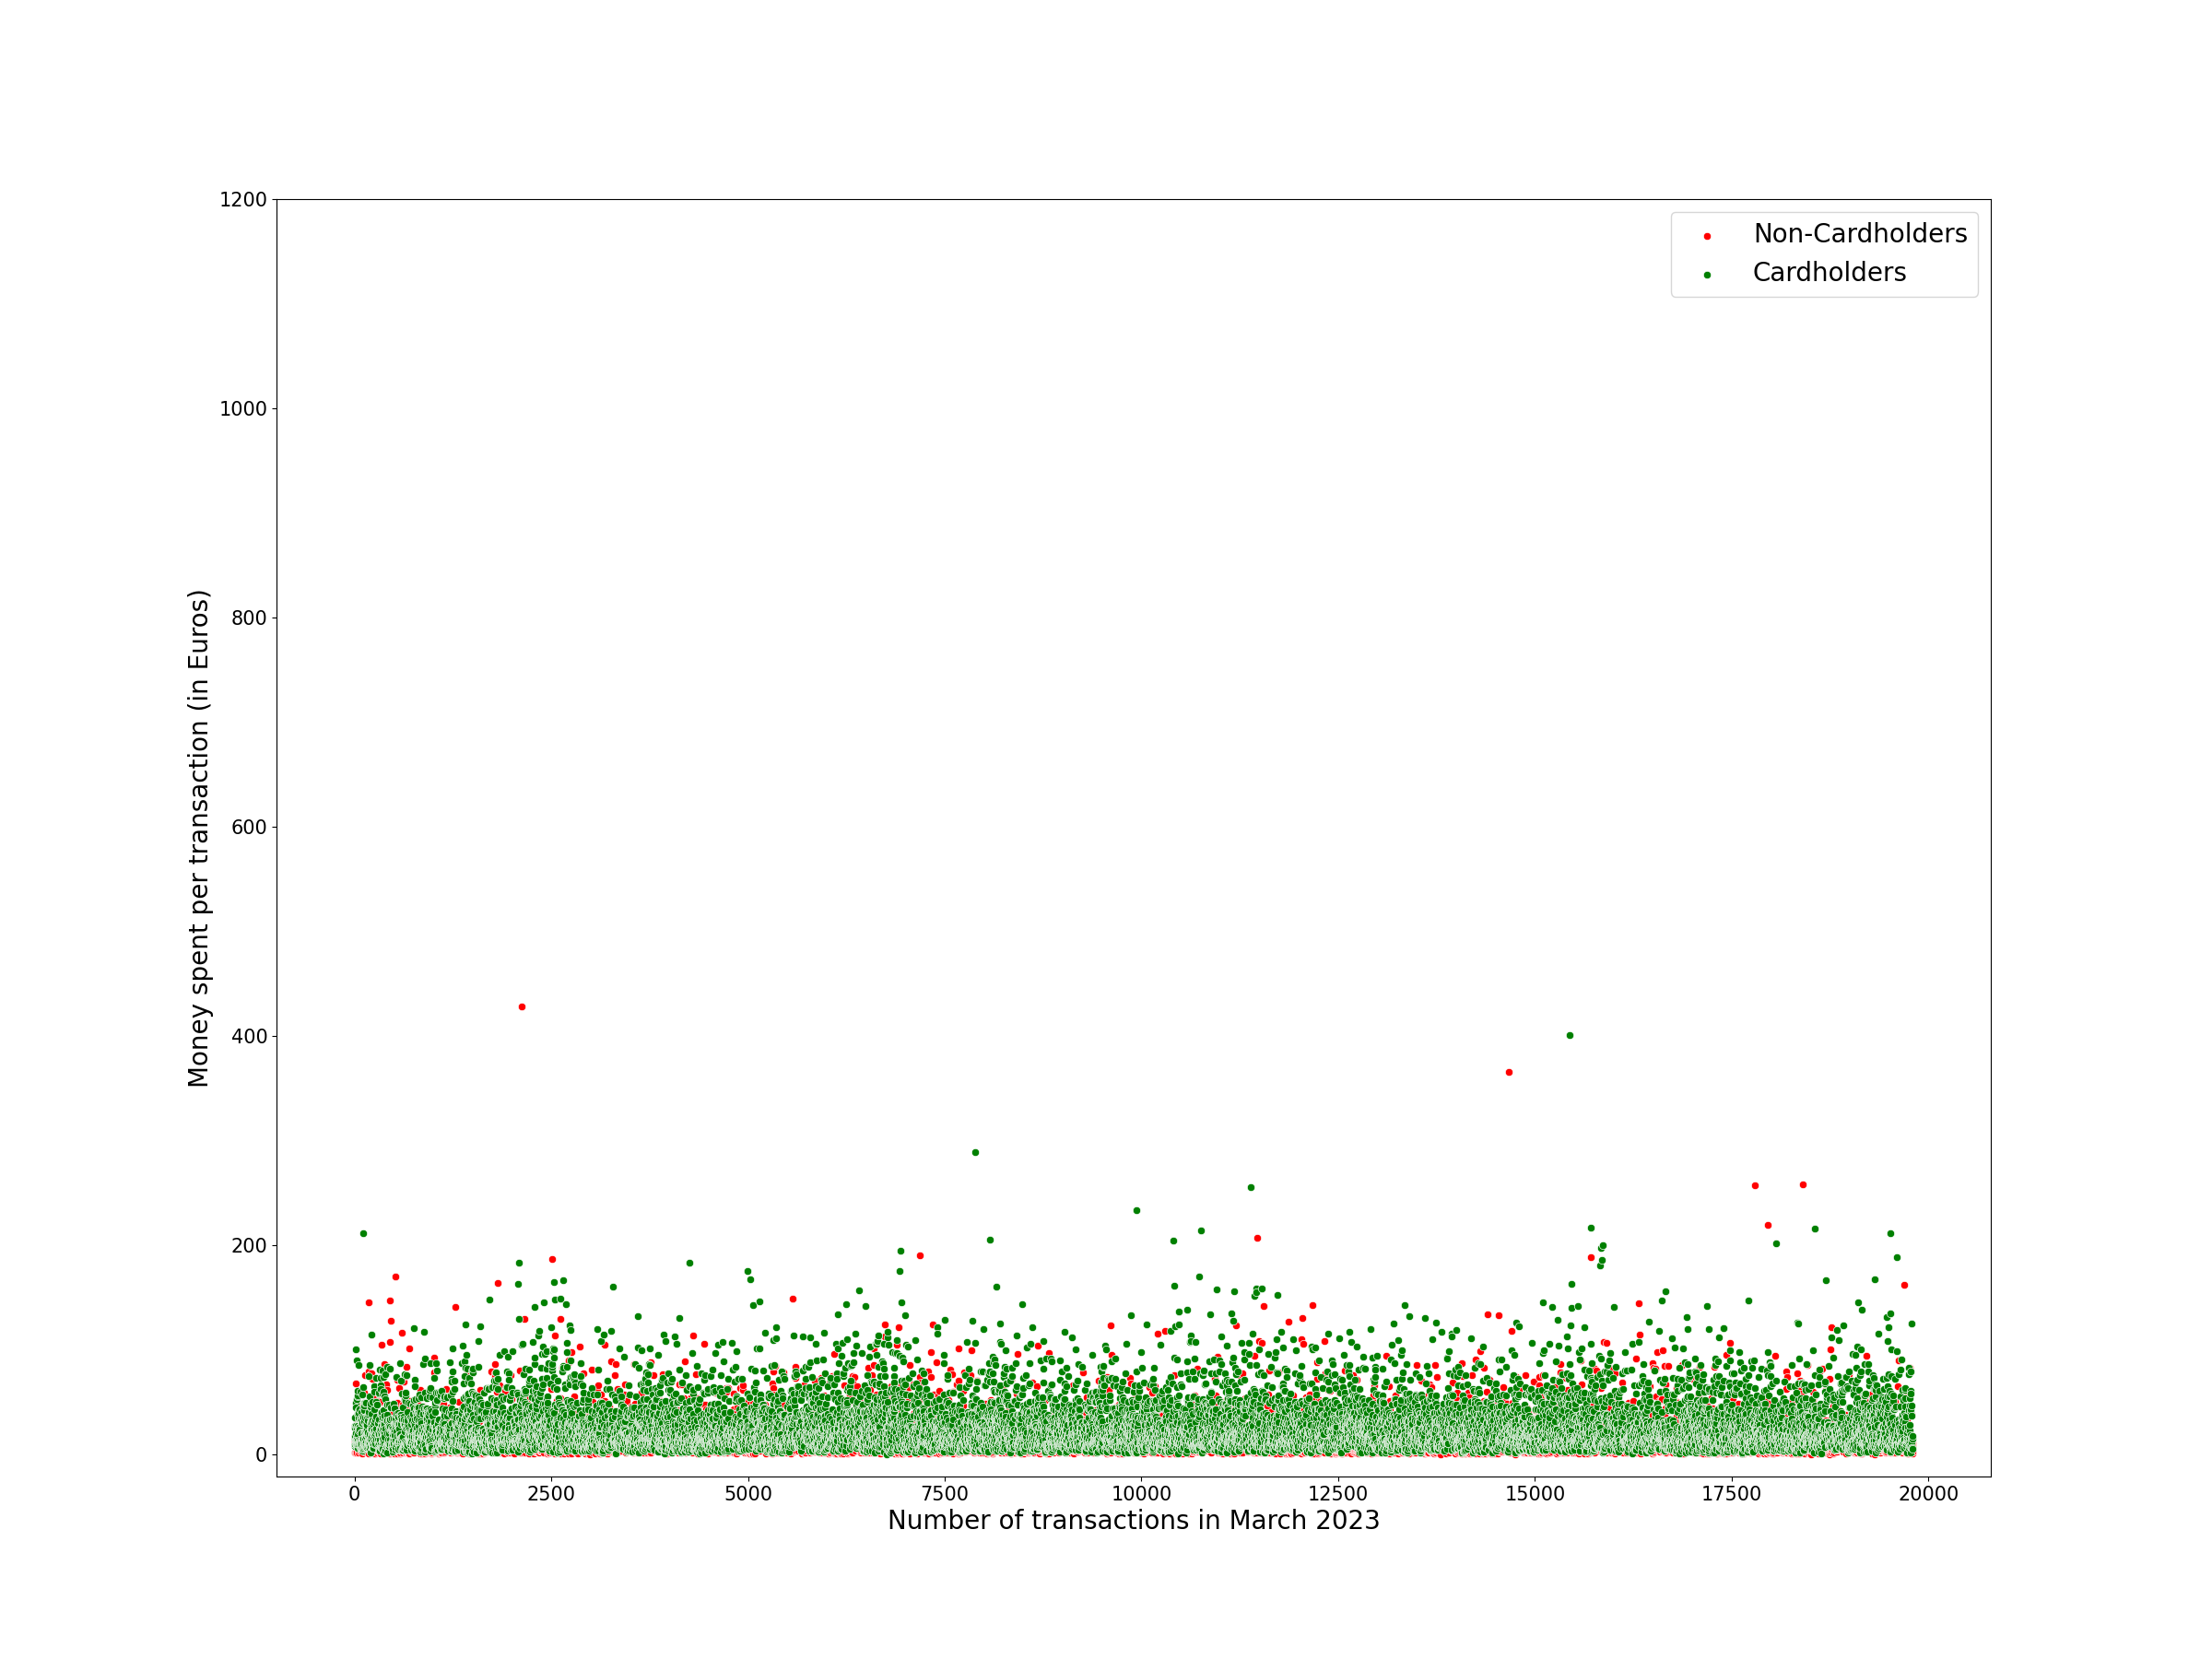 1200
1000
800
600
400
200
0
Money spent per transaction (in Euros)
Non-Cardholders
Cardholders
0 2500 5000 7500 10000 12500 15000 17500 20000
Number of transactions in March 2023